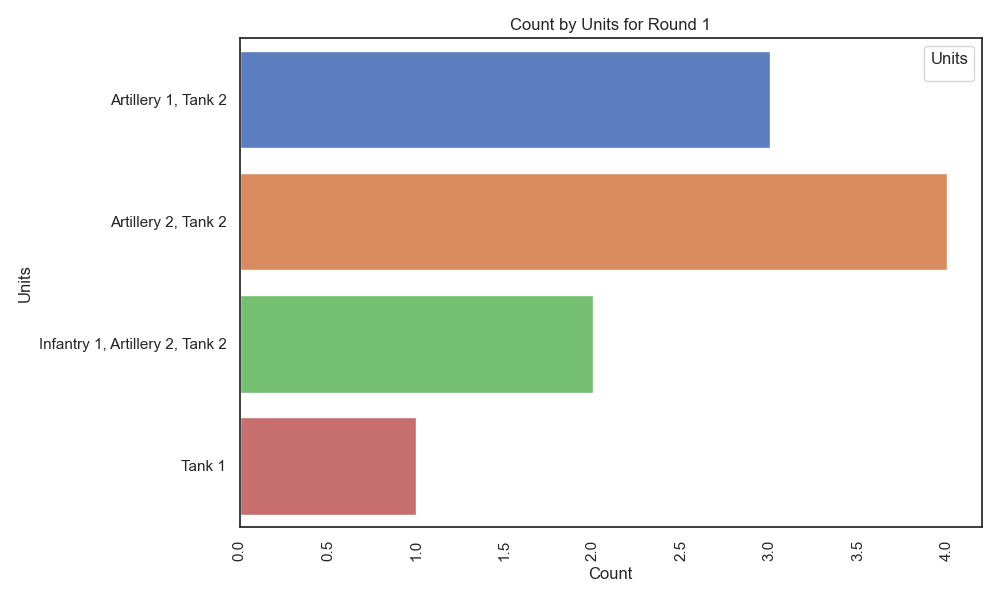 Count by Units for Round 1
Units
Artillery 1, Tank 2
Artillery 2, Tank 2
Infantry 1, Artillery 2, Tank 2
Tank 1
Units
0.0 0.5 1.0 1.5 2.0 2.5 3.0 3.5 4.0
Count